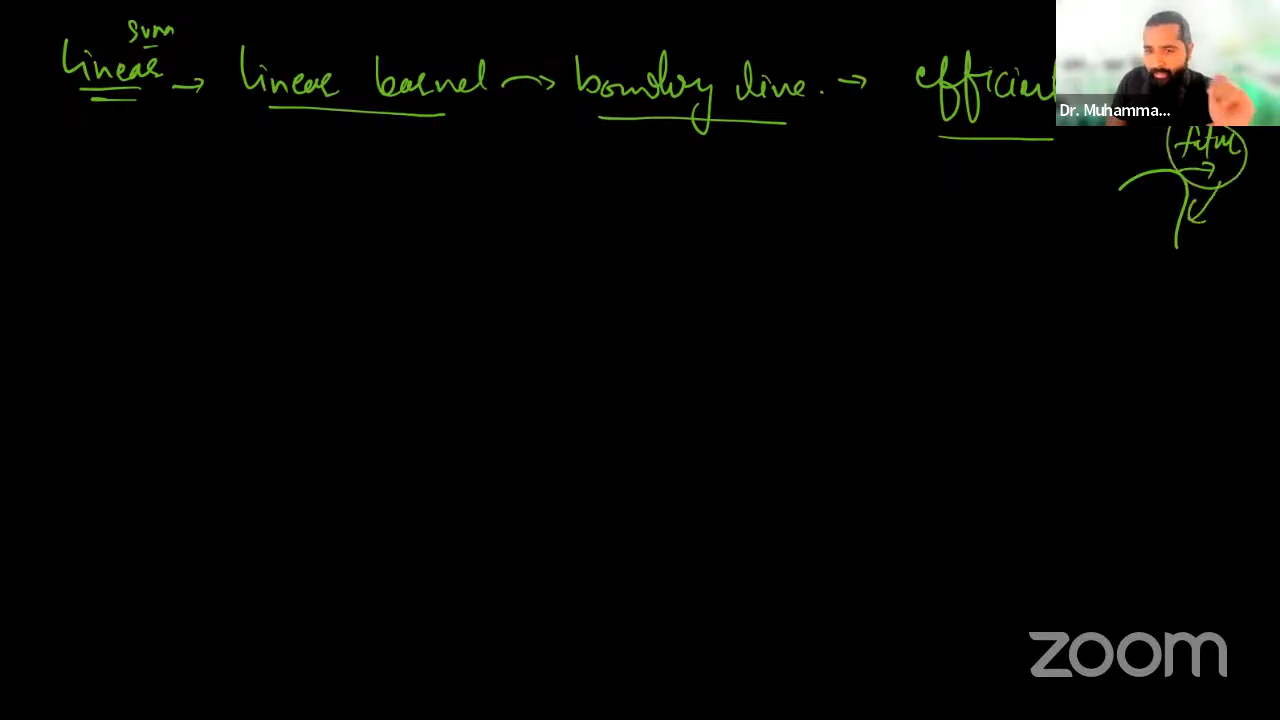 svm
linear → linear kernel → boundary line. → efficient
Dr. Muhamma...
zoom